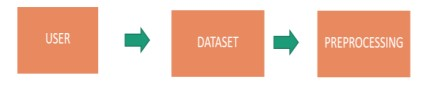 USER
DATASET
PREPROCESSING